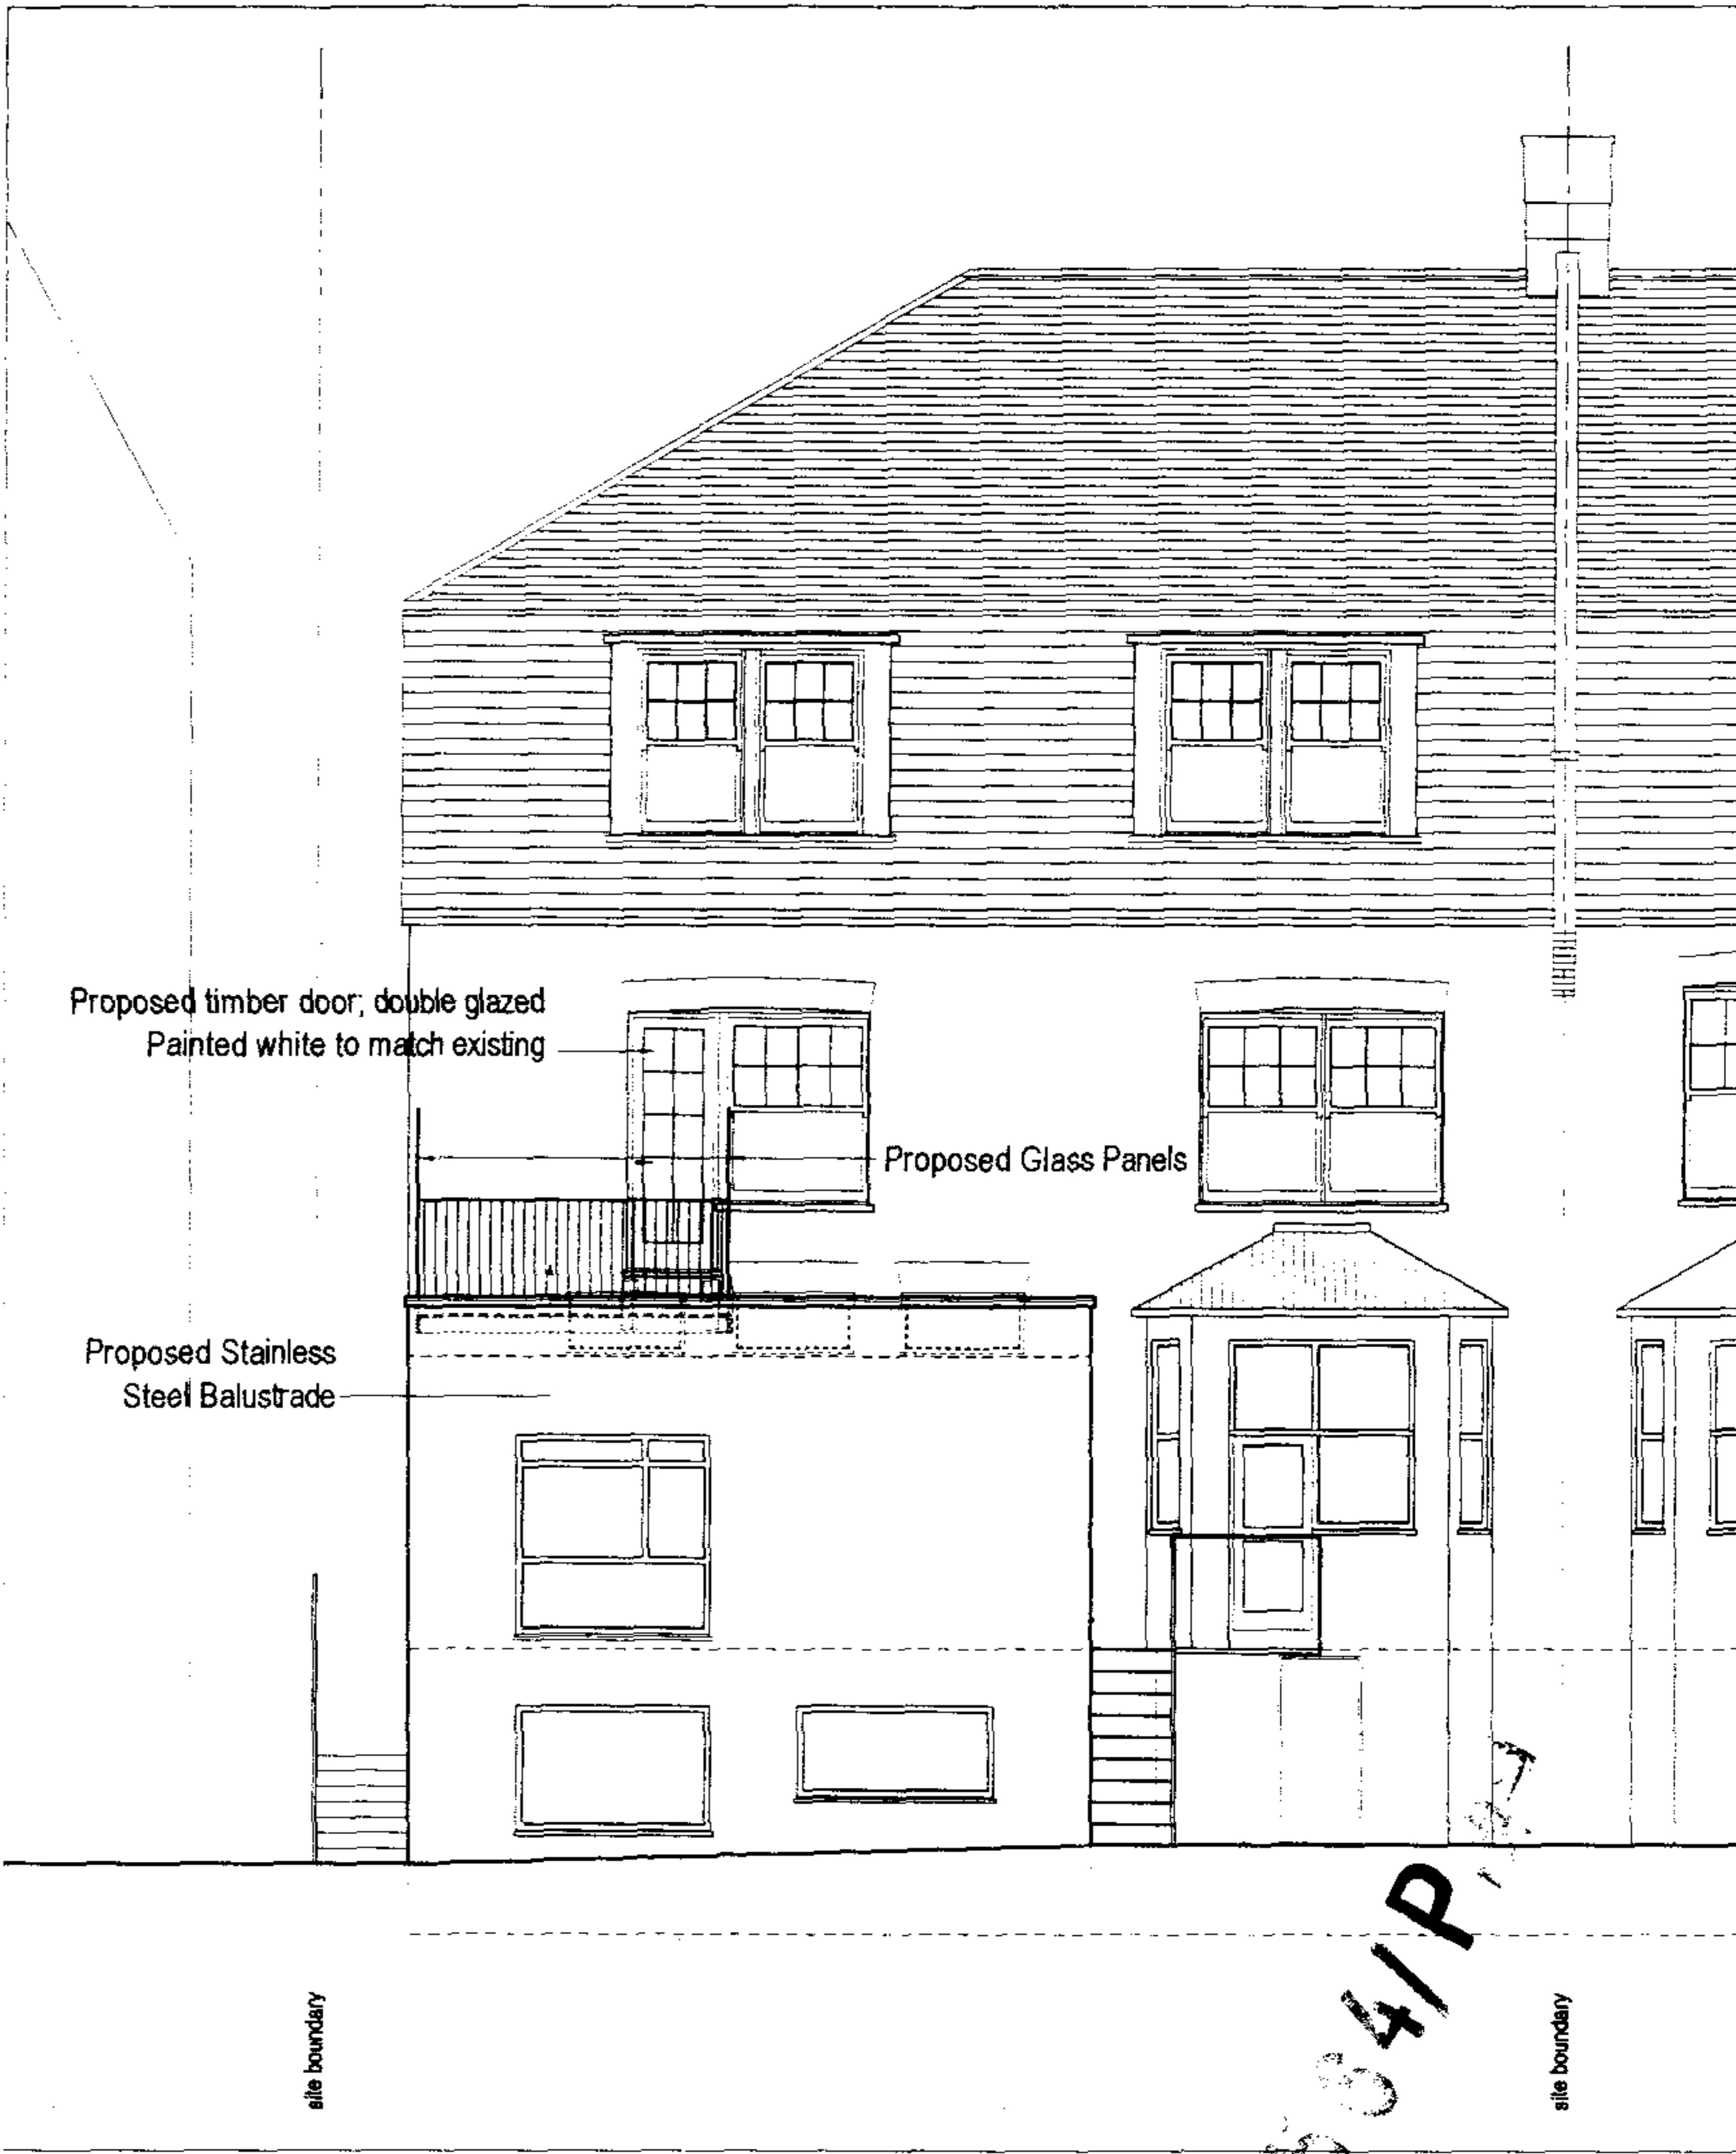 Proposed timber door; double glazed
Painted white to match existing
Proposed Glass Panels
Proposed Stainless
Steel Balustrade
site boundary
site boundary